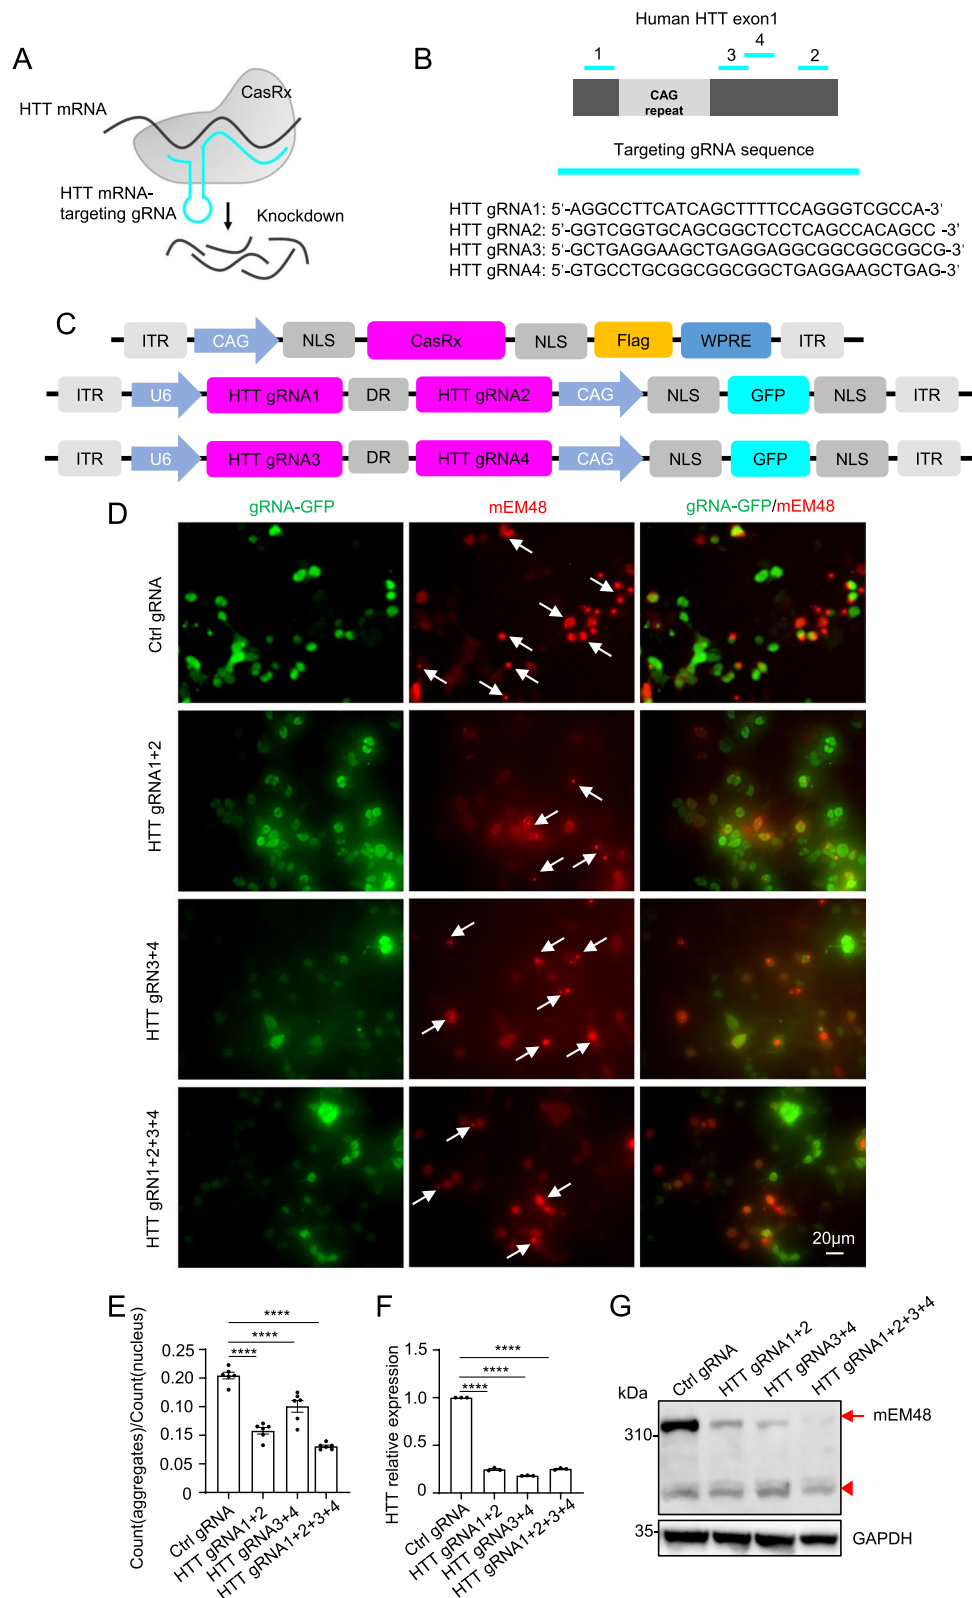 A
CasRx
HTT mRNA
HTT mRNA-
targeting gRNA
Knockdown
B
Human HTT exon1
1
3
4
2
CAG
repeat
Targeting gRNA sequence
HTT gRNA1: 5'-AGGCCTTCATCAGCTTTTCCAGGGTCGCCA-3'
HTT gRNA2: 5'-GGTCGGTGCAGCGGCTCCTCAGCCACAGCC -3'
HTT gRNA3: 5'-GCTGAGGAAGCTGAGGAGGCGGCGGCGGCG-3'
HTT gRNA4: 5'-GTGCCTGCGGCGGCGGCTGAGGAAGCTGAG-3'
C
ITR CAG NLS CasRx NLS Flag WPRE ITR
ITR U6 HTT gRNA1 DR HTT gRNA2 CAG NLS GFP NLS ITR
ITR U6 HTT gRNA3 DR HTT gRNA4 CAG NLS GFP NLS ITR
D
gRNA-GFP mEM48 gRNA-GFP/mEM48
Ctrl gRNA
HTT gRNA1+2
HTT gRN3+4
HTT gRN1+2+3+4
20μm
E
Count(aggregates)/Count(nucleus)
0.25
0.20
0.15
0.05
0
****
****
****
Ctrl gRNA
HTT gRNA1+2
HTT gRNA3+4
HTT gRNA1+2+3+4
F
HTT relative expression
1.5
1.0
0.5
0
****
****
****
Ctrl gRNA
HTT gRNA1+2
HTT gRNA3+4
HTT gRNA1+2+3+4
G
Ctrl gRNA
HTT gRNA1+2
HTT gRNA3+4
HTT gRNA1+2+3+4
kDa
310
mEM48
35
GAPDH